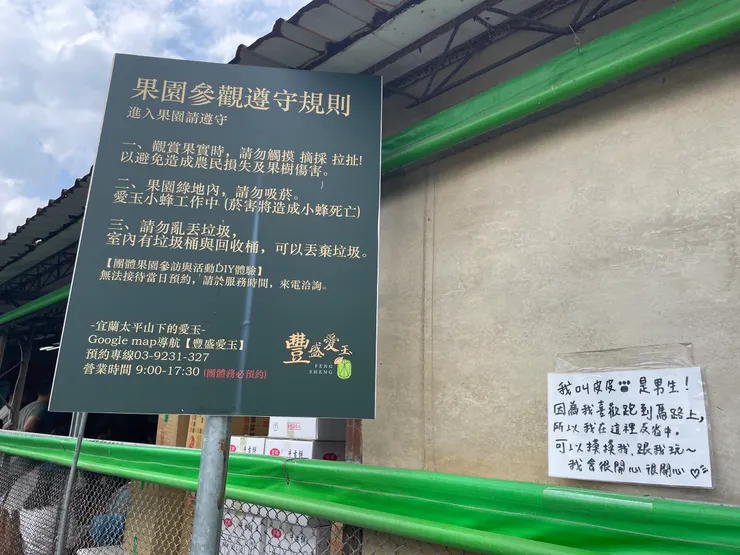 果園參觀遵守規則
進入果園請遵守
一、觀賞果實時，請勿觸摸 摘採 拉扯!
以避免造成農民損失及果樹傷害。
二、果園綠地內，請勿吸菸。
愛玉小蜂工作中 (菸害將造成小蜂死亡)
三、請勿亂丟垃圾，
室內有垃圾桶與回收桶，可以丟棄垃圾。
【團體果園參訪與活動DIY體驗】
無法接待當日預約，請於服務時間，來電洽詢。
-宜蘭太平山下的愛玉-
Google map導航【豐盛愛玉】
預約專線03-9231-327
營業時間 9:00-17:30 (團體務必預約)
豐盛愛玉
FENG
SHENG
我叫皮皮 是男生！
因為我喜歡跑到馬路上，
所以我在這裡反省中。
可以摸摸我、跟我玩～
我會很開心 很開心